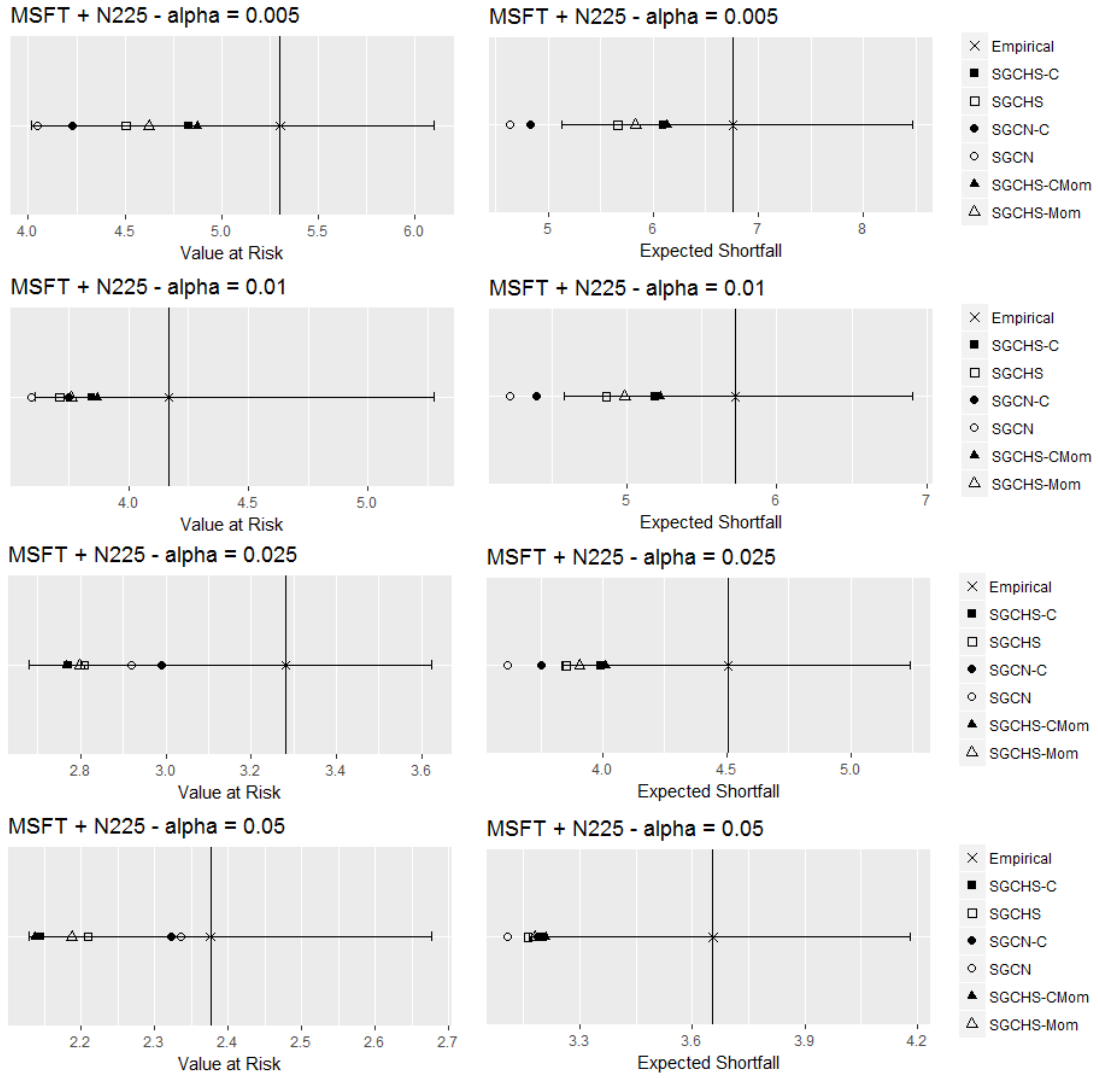 MSFT + N225 - alpha = 0.005
4.0 4.5 5.0 5.5 6.0
Value at Risk
MSFT + N225 - alpha = 0.005
5 6 7 8
Expected Shortfall
Empirical
SGCHS-C
SGCHS
SGCN-C
SGCN
SGCHS-CMom
SGCHS-Mom
MSFT + N225 - alpha = 0.01
4.0 4.5 5.0
Value at Risk
MSFT + N225 - alpha = 0.01
5 6 7
Expected Shortfall
Empirical
SGCHS-C
SGCHS
SGCN-C
SGCN
SGCHS-CMom
SGCHS-Mom
MSFT + N225 - alpha = 0.025
2.8 3.0 3.2 3.4 3.6
Value at Risk
MSFT + N225 - alpha = 0.025
4.0 4.5 5.0
Expected Shortfall
Empirical
SGCHS-C
SGCHS
SGCN-C
SGCN
SGCHS-CMom
SGCHS-Mom
MSFT + N225 - alpha = 0.05
2.2 2.3 2.4 2.5 2.6 2.7
Value at Risk
MSFT + N225 - alpha = 0.05
3.3 3.6 3.9 4.2
Expected Shortfall
Empirical
SGCHS-C
SGCHS
SGCN-C
SGCN
SGCHS-CMom
SGCHS-Mom